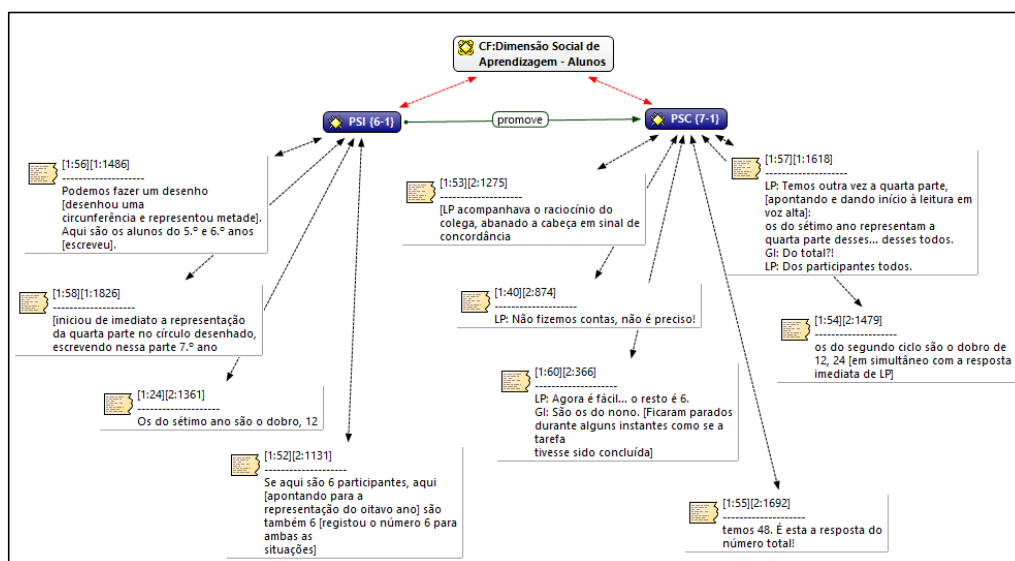 CF:Dimensão Social de
Aprendizagem - Alunos
PSI {6-1}
promove
PSC {7-1}
[1:56][1:1486]
--------------------
Podemos fazer um desenho
[desenhou uma
circunferência e representou metade].
Aqui são os alunos do 5.º e 6.º anos
[escreveu].
[1:58][1:1826]
--------------------
[iniciou de imediato a representação
da quarta parte no círculo desenhado,
escrevendo nessa parte 7.º ano
[1:24][2:1361]
--------------------
Os do sétimo ano são o dobro, 12
[1:52][2:1131]
--------------------
Se aqui são 6 participantes, aqui
[apontando para a
representação do oitavo ano] são
também 6 [registou o número 6 para
ambas as
situações]
[1:53][2:1275]
--------------------
[LP acompanhava o raciocínio do
colega, abanado a cabeça em sinal de
concordância
[1:40][2:874]
--------------------
LP: Não fizemos contas, não é preciso!
[1:60][2:366]
--------------------
LP: Agora é fácil... o resto é 6.
GI: São os do nono. [Ficaram parados
durante alguns instantes como se a
tarefa
tivesse sido concluída]
[1:57][1:1618]
--------------------
LP: Temos outra vez a quarta parte,
[apontando e dando início à leitura em
voz alta]:
os do sétimo ano representam a
quarta parte desses... desses todos.
GI: Do total?!
LP: Dos participantes todos.
[1:54][2:1479]
--------------------
os do segundo ciclo são o dobro de
12, 24 [em simultâneo com a resposta
imediata de LP]
[1:55][2:1692]
--------------------
temos 48. É esta a resposta do
número total!